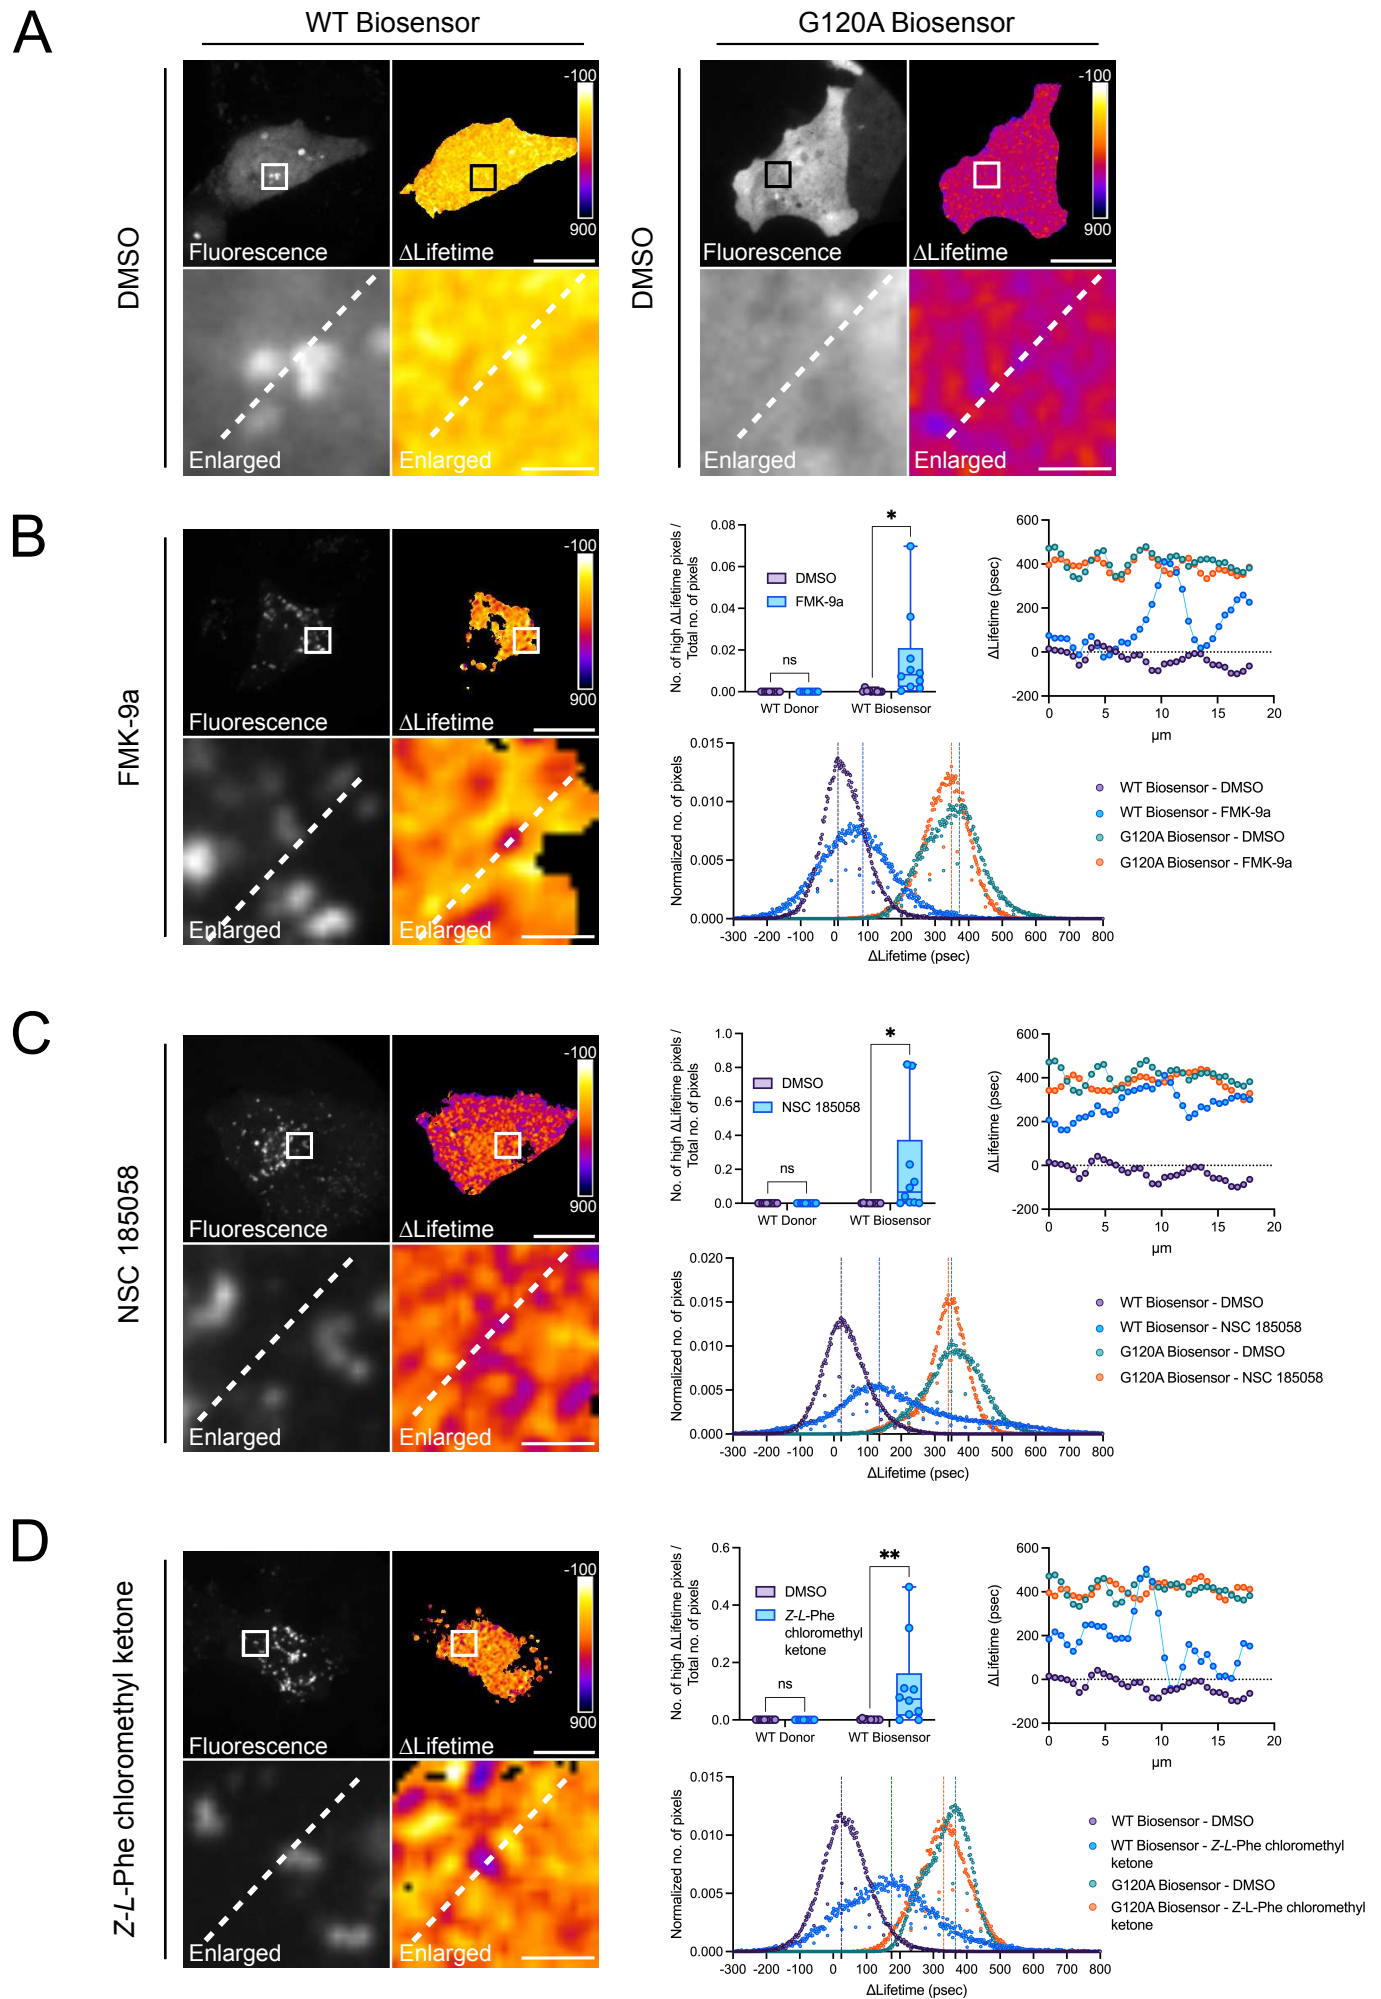 A
WT Biosensor
G120A Biosensor
DMSO
Fluorescence
ΔLifetime
-100
900
Enlarged
Enlarged
DMSO
Fluorescence
ΔLifetime
-100
900
Enlarged
Enlarged
B
FMK-9a
Fluorescence
ΔLifetime
-100
900
Enlarged
Enlarged
No. of high ΔLifetime pixels /
Total no. of pixels
0.08
0.06
0.04
0.02
0.00
DMSO
FMK-9a
ns
*
WT Donor
WT Biosensor
ΔLifetime (psec)
600
400
200
0
-200
0 5 10 15 20
µm
Normalized no. of pixels
0.015
0.010
0.005
0.000
-300 -200 -100 0 100 200 300 400 500 600 700 800
ΔLifetime (psec)
WT Biosensor - DMSO
WT Biosensor - FMK-9a
G120A Biosensor - DMSO
G120A Biosensor - FMK-9a
C
NSC 185058
Fluorescence
ΔLifetime
-100
900
Enlarged
Enlarged
No. of high ΔLifetime pixels /
Total no. of pixels
1.0
0.8
0.6
0.4
0.2
0.0
DMSO
NSC 185058
ns
*
WT Donor
WT Biosensor
ΔLifetime (psec)
600
400
200
0
-200
0 5 10 15 20
µm
Normalized no. of pixels
0.020
0.015
0.010
0.005
0.000
-300 -200 -100 0 100 200 300 400 500 600 700 800
ΔLifetime (psec)
WT Biosensor - DMSO
WT Biosensor - NSC 185058
G120A Biosensor - DMSO
G120A Biosensor - NSC 185058
D
Z-L-Phe chloromethyl ketone
Fluorescence
ΔLifetime
-100
900
Enlarged
Enlarged
No. of high ΔLifetime pixels /
Total no. of pixels
0.6
0.4
0.2
0.0
DMSO
Z-L-Phe
chloromethyl
ketone
ns
**
WT Donor
WT Biosensor
ΔLifetime (psec)
600
400
200
0
-200
0 5 10 15 20
µm
Normalized no. of pixels
0.015
0.010
0.005
0.000
-300 -200 -100 0 100 200 300 400 500 600 700 800
ΔLifetime (psec)
WT Biosensor - DMSO
WT Biosensor - Z-L-Phe chloromethyl
ketone
G120A Biosensor - DMSO
G120A Biosensor - Z-L-Phe chloromethyl
ketone